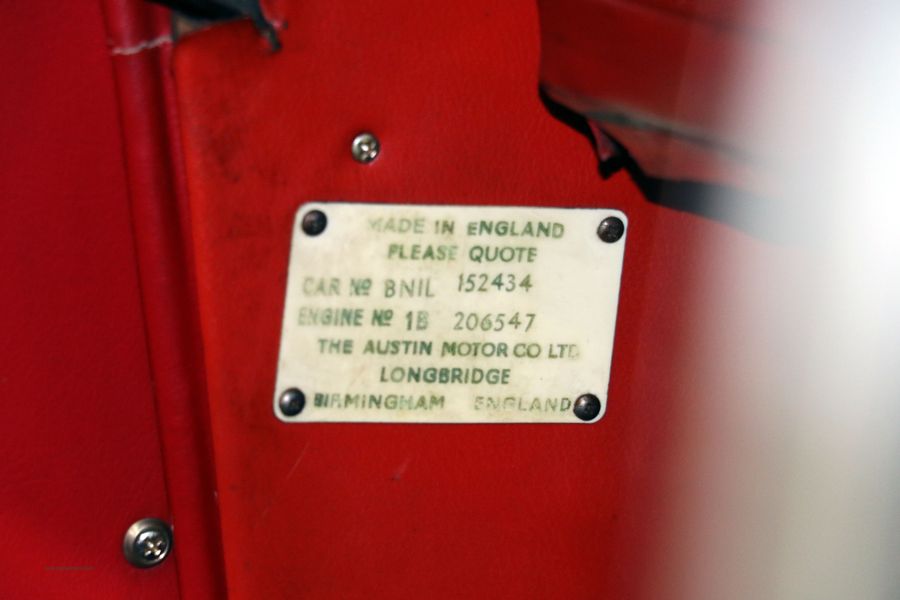 MADE IN ENGLAND
PLEASE QUOTE
CAR Nº BNIL 152434
ENGINE Nº 1B 206547
THE AUSTIN MOTOR CO LTD
LONGBRIDGE
BIRMINGHAM ENGLAND